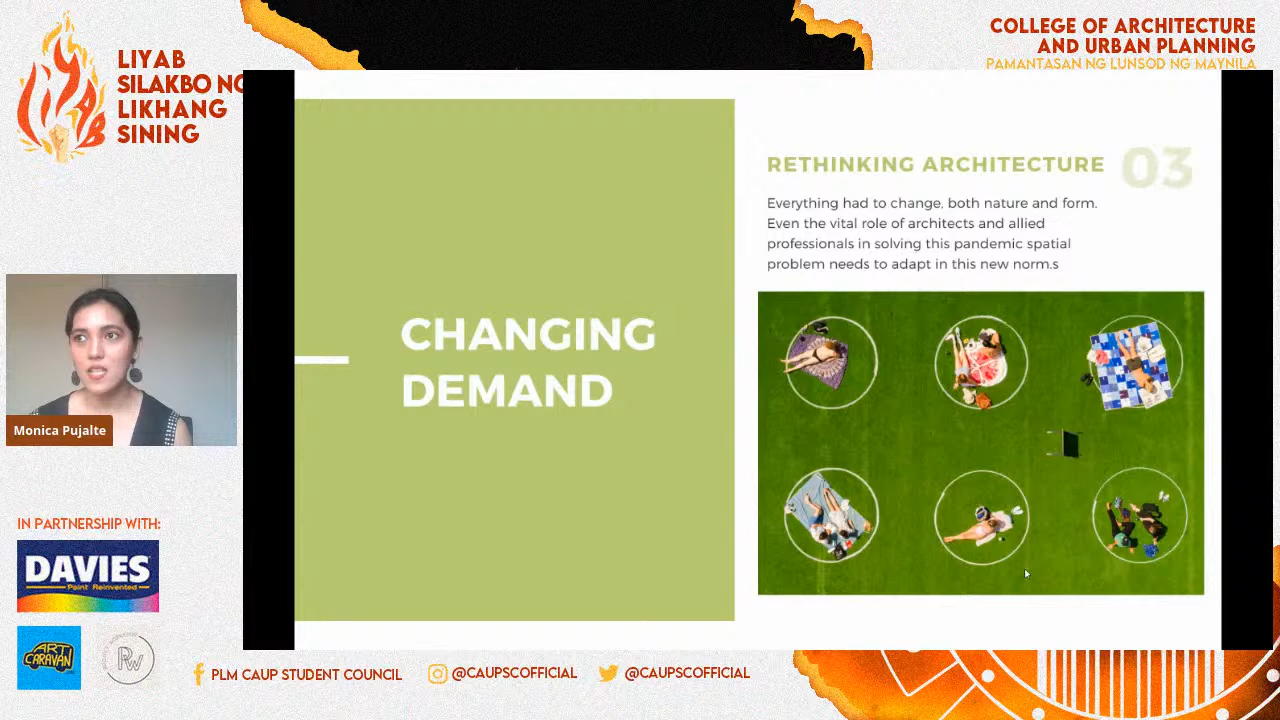 LIYAB
SILAKBO NG
LIKHANG
SINING
COLLEGE OF ARCHITECTURE
AND URBAN PLANNING
PAMANTASAN NG LUNSOD NG MAYNILA
CHANGING
DEMAND
RETHINKING ARCHITECTURE
03
Everything had to change, both nature and form.
Even the vital role of architects and allied
professionals in solving this pandemic spatial
problem needs to adapt in this new norm.s
Monica Pujalte
IN PARTNERSHIP WITH:
DAVIES
Paint Reinvented
ART
CARAVAN
PW
PLM CAUP STUDENT COUNCIL
@CAUPSCOFFICIAL
@CAUPSCOFFICIAL